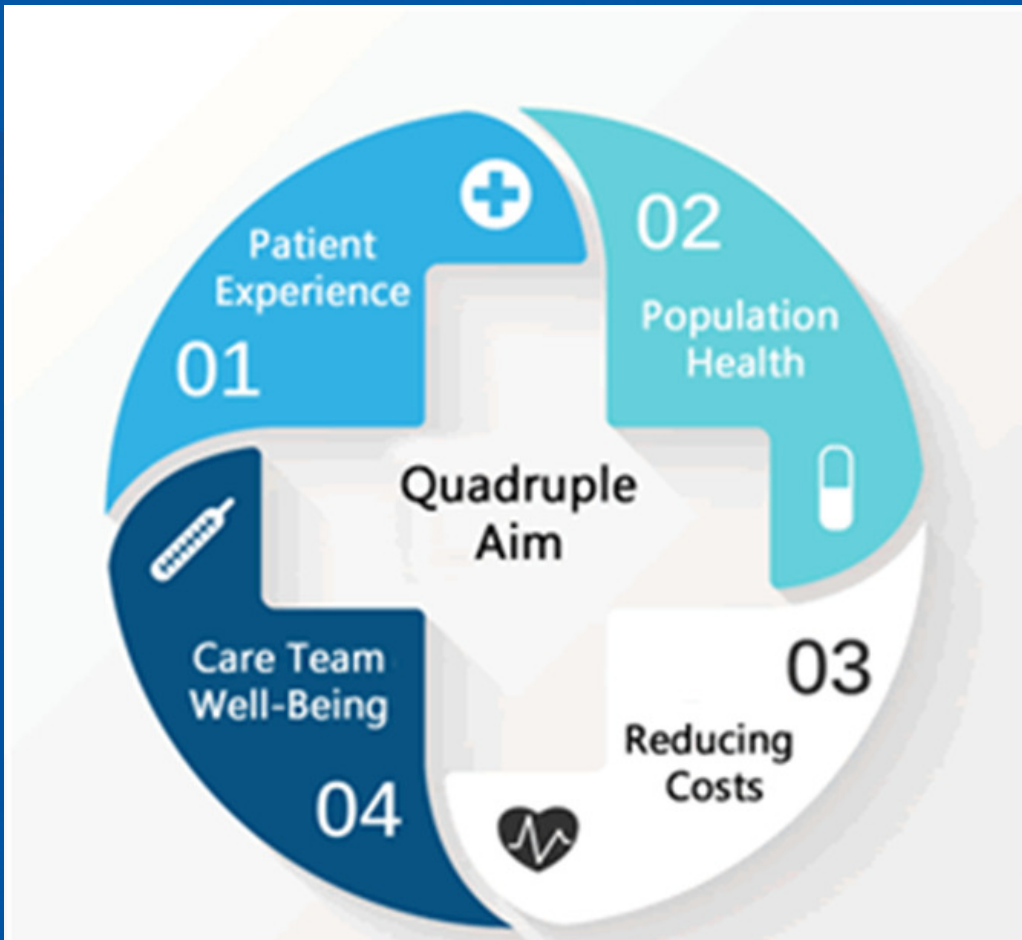 Patient
Experience
01
02
Population
Health
Quadruple
Aim
03
Reducing
Costs
Care Team
Well-Being
04